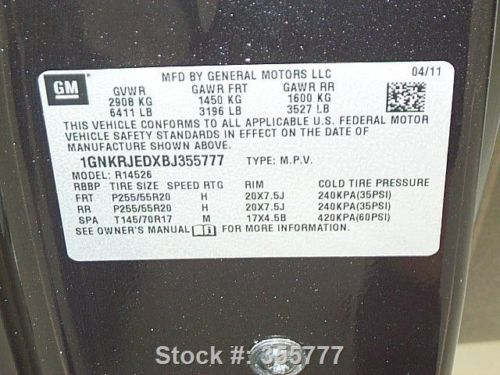 GM
MFD BY GENERAL MOTORS LLC
04/11
GVWR GAWR FRT GAWR RR
2908 KG 1450 KG 1600 KG
6411 LB 3196 LB 3527 LB
THIS VEHICLE CONFORMS TO ALL APPLICABLE U.S. FEDERAL MOTOR
VEHICLE SAFETY STANDARDS IN EFFECT ON THE DATE OF
MANUFACTURE SHOWN ABOVE.
1GNKRJEDXBJ355777 TYPE: M.P.V.
MODEL: R14526
RBBP TIRE SIZE SPEED RTG RIM COLD TIRE PRESSURE
FRT P255/55R20 H 20X7.5J 240KPA(35PSI)
RR P255/55R20 H 20X7.5J 240KPA(35PSI)
SPA T145/70R17 M 17X4.5B 420KPA(60PSI)
SEE OWNER'S MANUAL FOR MORE INFORMATION.
Stock #: 355777